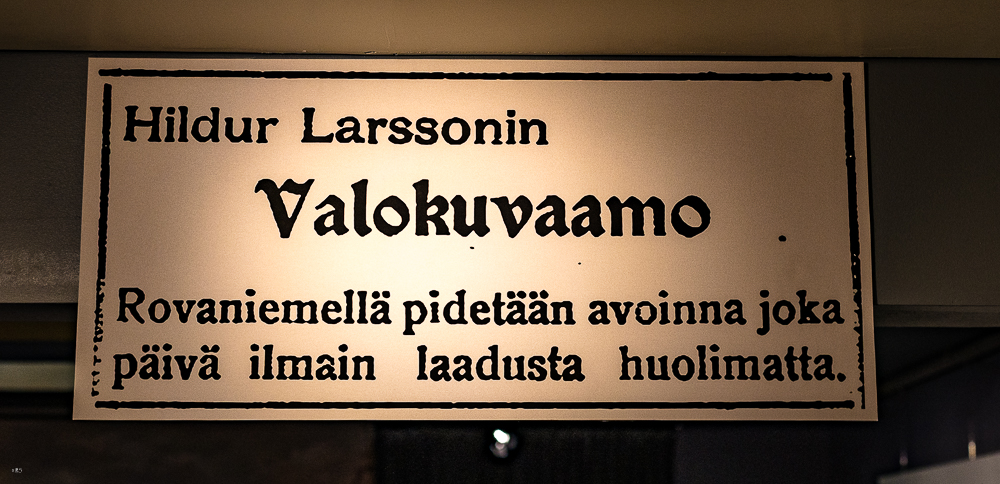 Hildur Larssonin
Valokuvaamo
Rovaniemellä pidetään avoinna joka
päivä ilmain laadusta huolimatta.